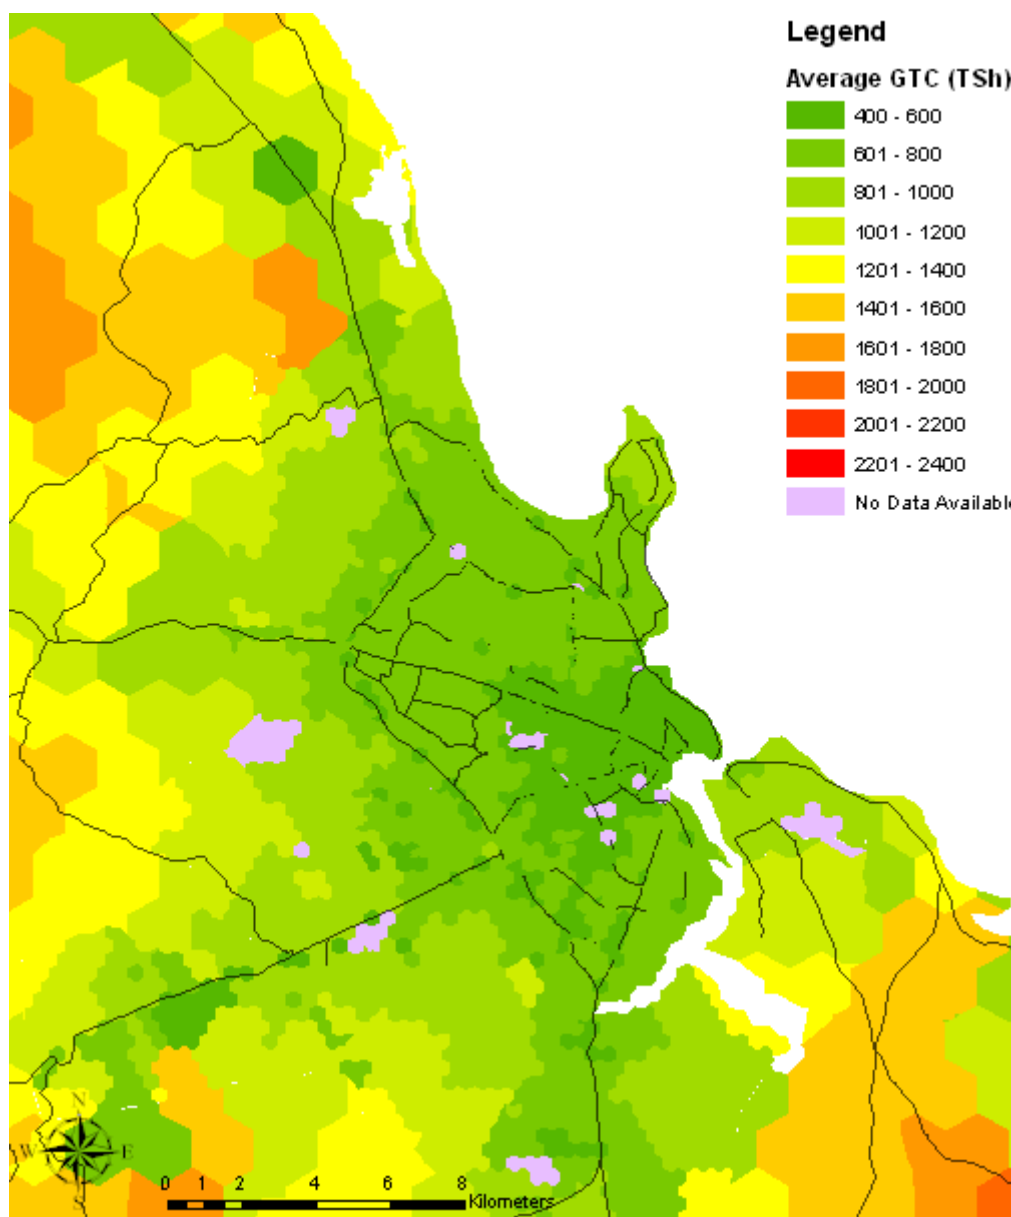 Legend
Average GTC (TSh)
400 - 600
601 - 800
801 - 1000
1001 - 1200
1201 - 1400
1401 - 1600
1601 - 1800
1801 - 2000
2001 - 2200
2201 - 2400
No Data Available
N
W E
S
0 1 2 4 6 8
Kilometers